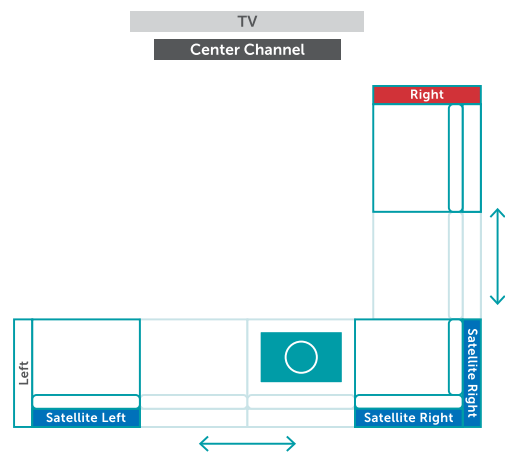 TV
Center Channel
Right
Left
Satellite Right
Satellite Left
Satellite Right